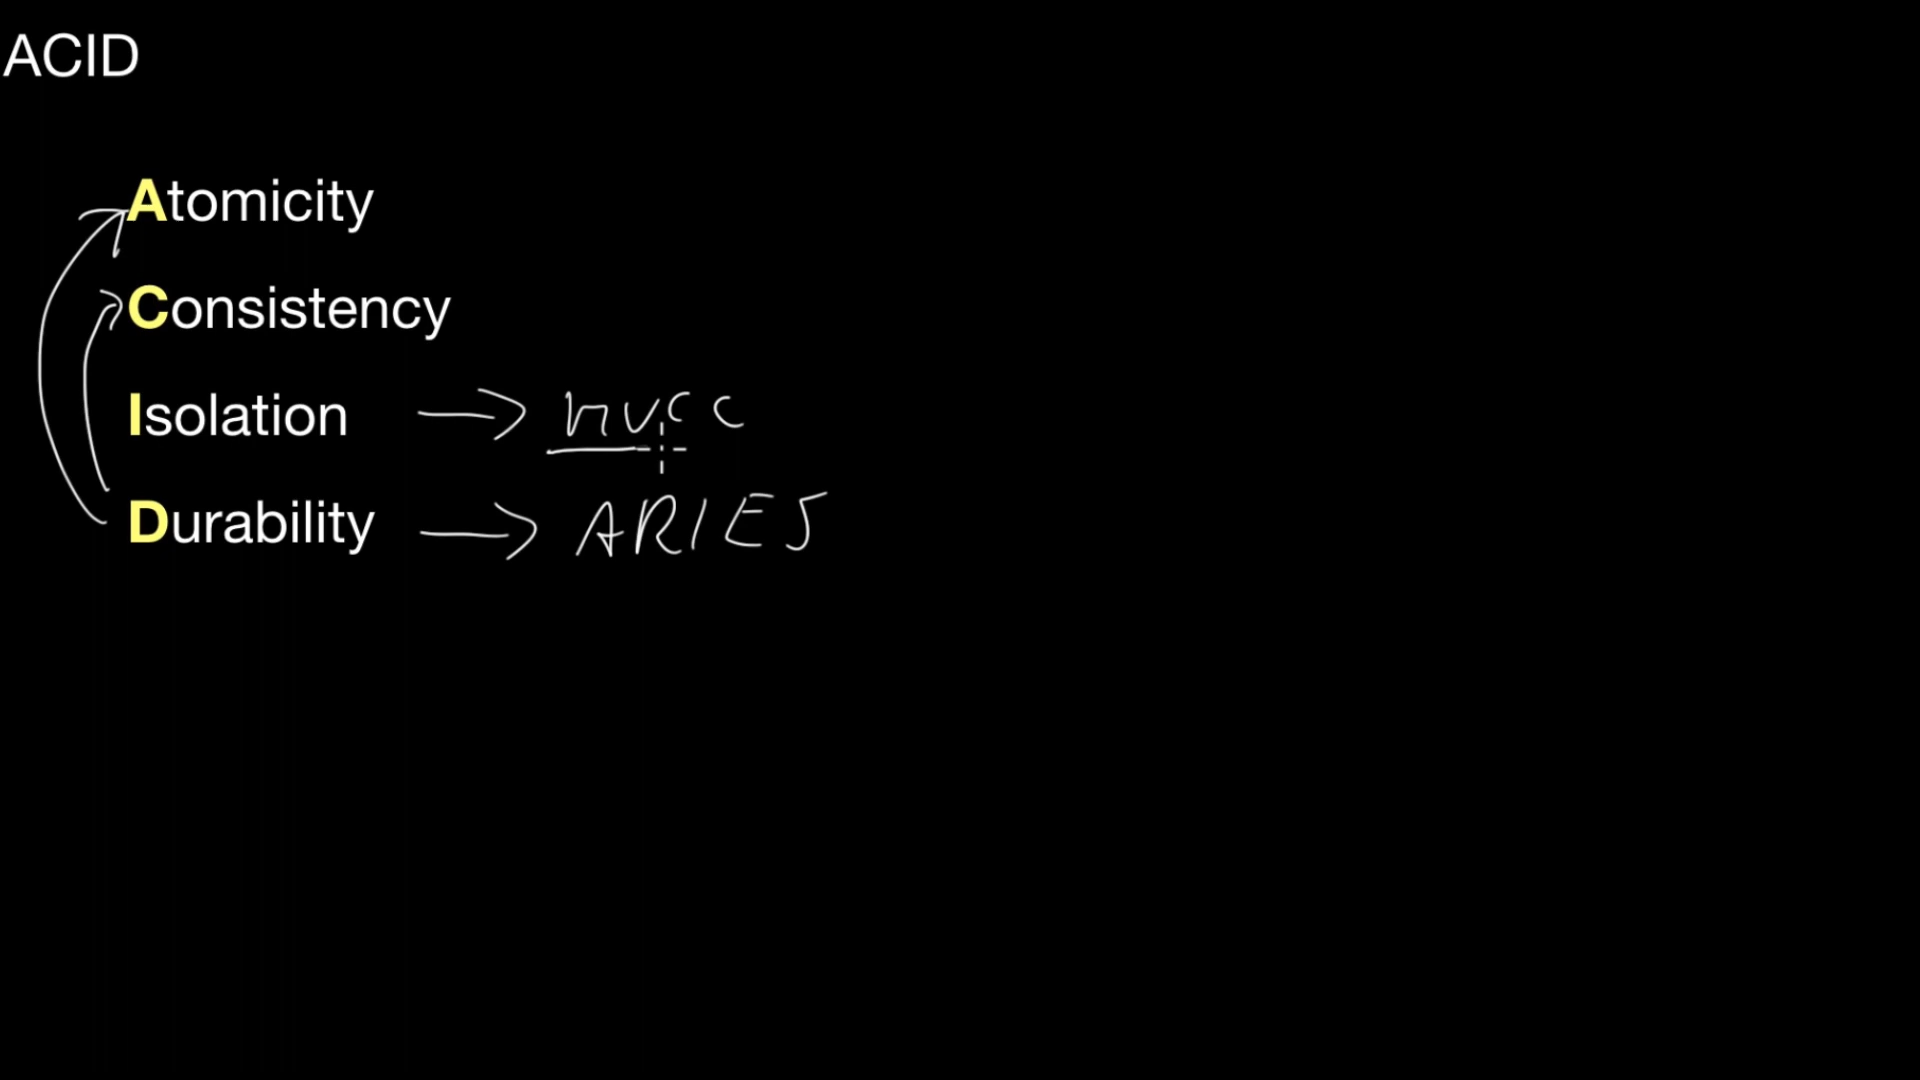 ACID
Atomicity
Consistency
Isolation → MVCC
Durability → ARIES